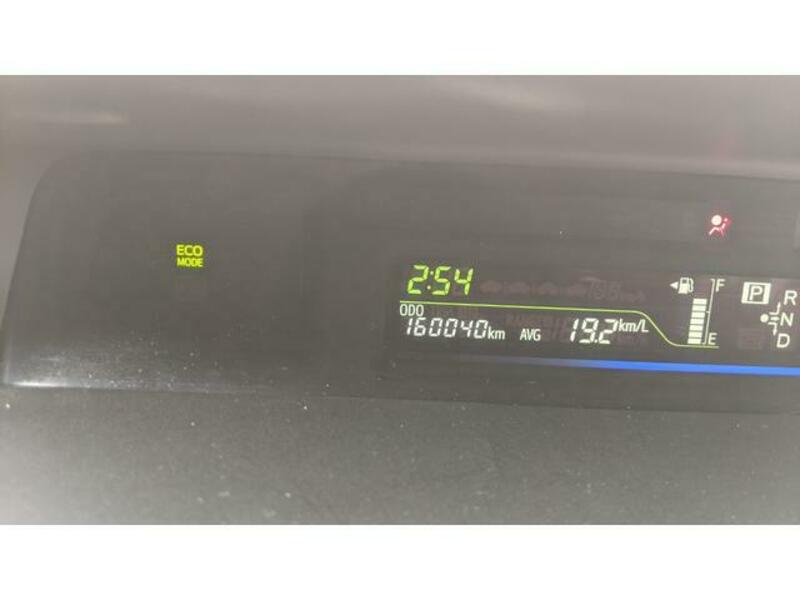 ECO
MODE
2:54
F
P
R
ODO
160040km AVG 19.2km/L
N
E
D